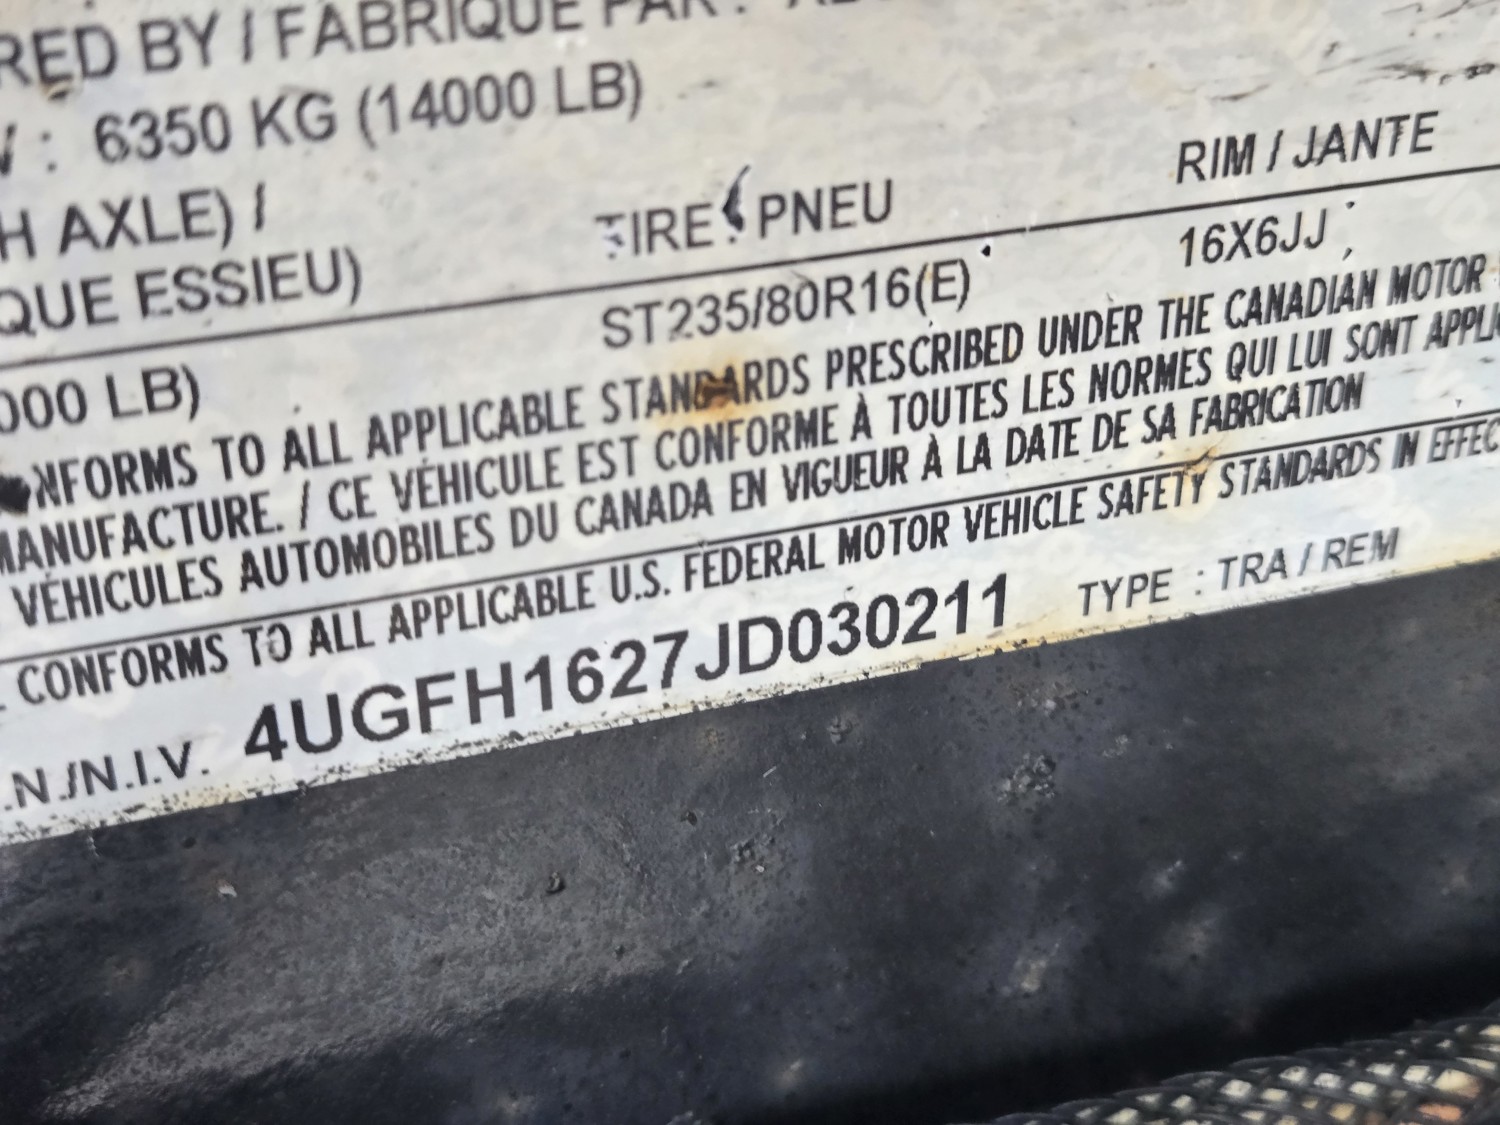 RED BY / FABRIQUÉ PAR :
: 6350 KG (14000 LB)
H AXLE) /
QUE ESSIEU)
TIRE / PNEU
RIM / JANTE
000 LB)
ST235/80R16(E)
16X6JJ
NFORMS TO ALL APPLICABLE STANDARDS PRESCRIBED UNDER THE CANADIAN MOTOR
MANUFACTURE. / CE VÉHICULE EST CONFORME À TOUTES LES NORMES QUI LUI SONT APPLI
VÉHICULES AUTOMOBILES DU CANADA EN VIGUEUR À LA DATE DE SA FABRICATION
CONFORMS TO ALL APPLICABLE U.S. FEDERAL MOTOR VEHICLE SAFETY STANDARDS IN EFFEC
.N./N.I.V. 4UGFH1627JD030211 TYPE : TRA / REM